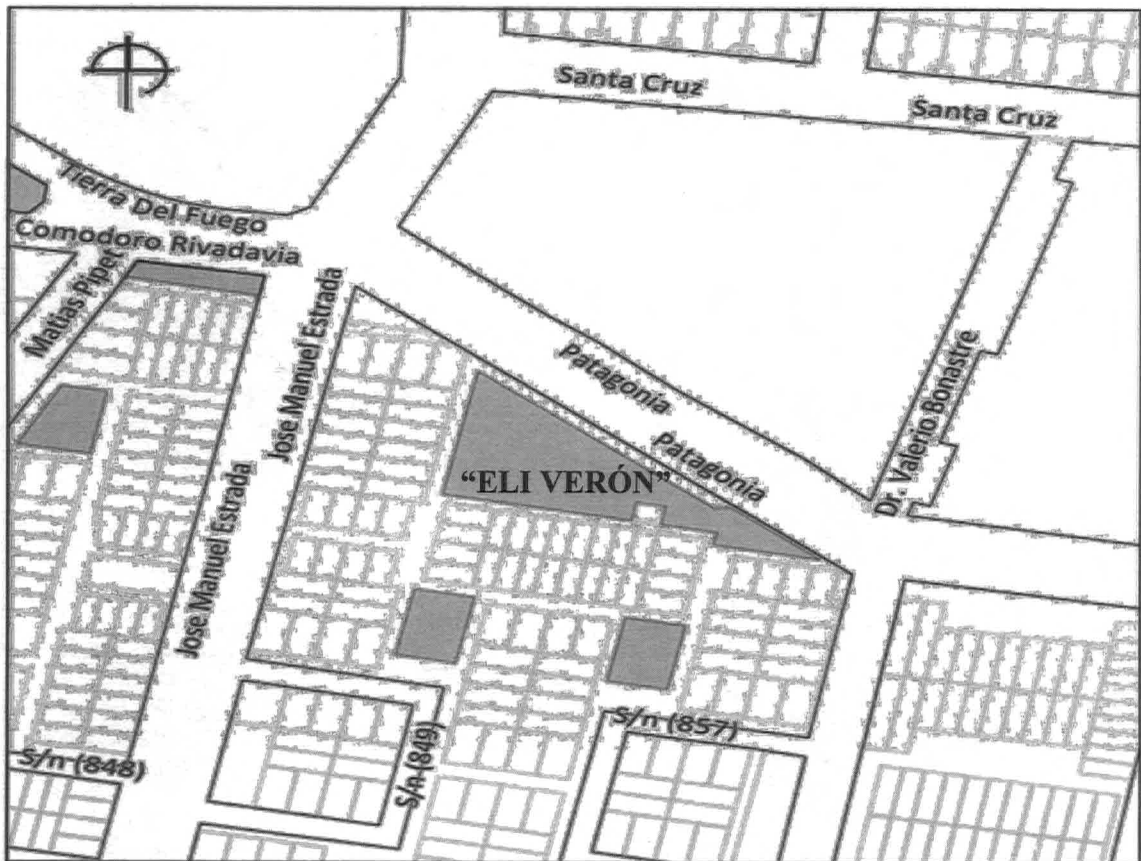 Santa Cruz
Santa Cruz
Tierra Del Fuego
Comodoro Rivadavia
Matias Pipet
Jose Manuel Estrada
Patagonia
Patagonia
Dr. Valerio Bonastre
“ELI VERÓN”
Jose Manuel Estrada
S/n (857)
S/n (849)
S/n (848)